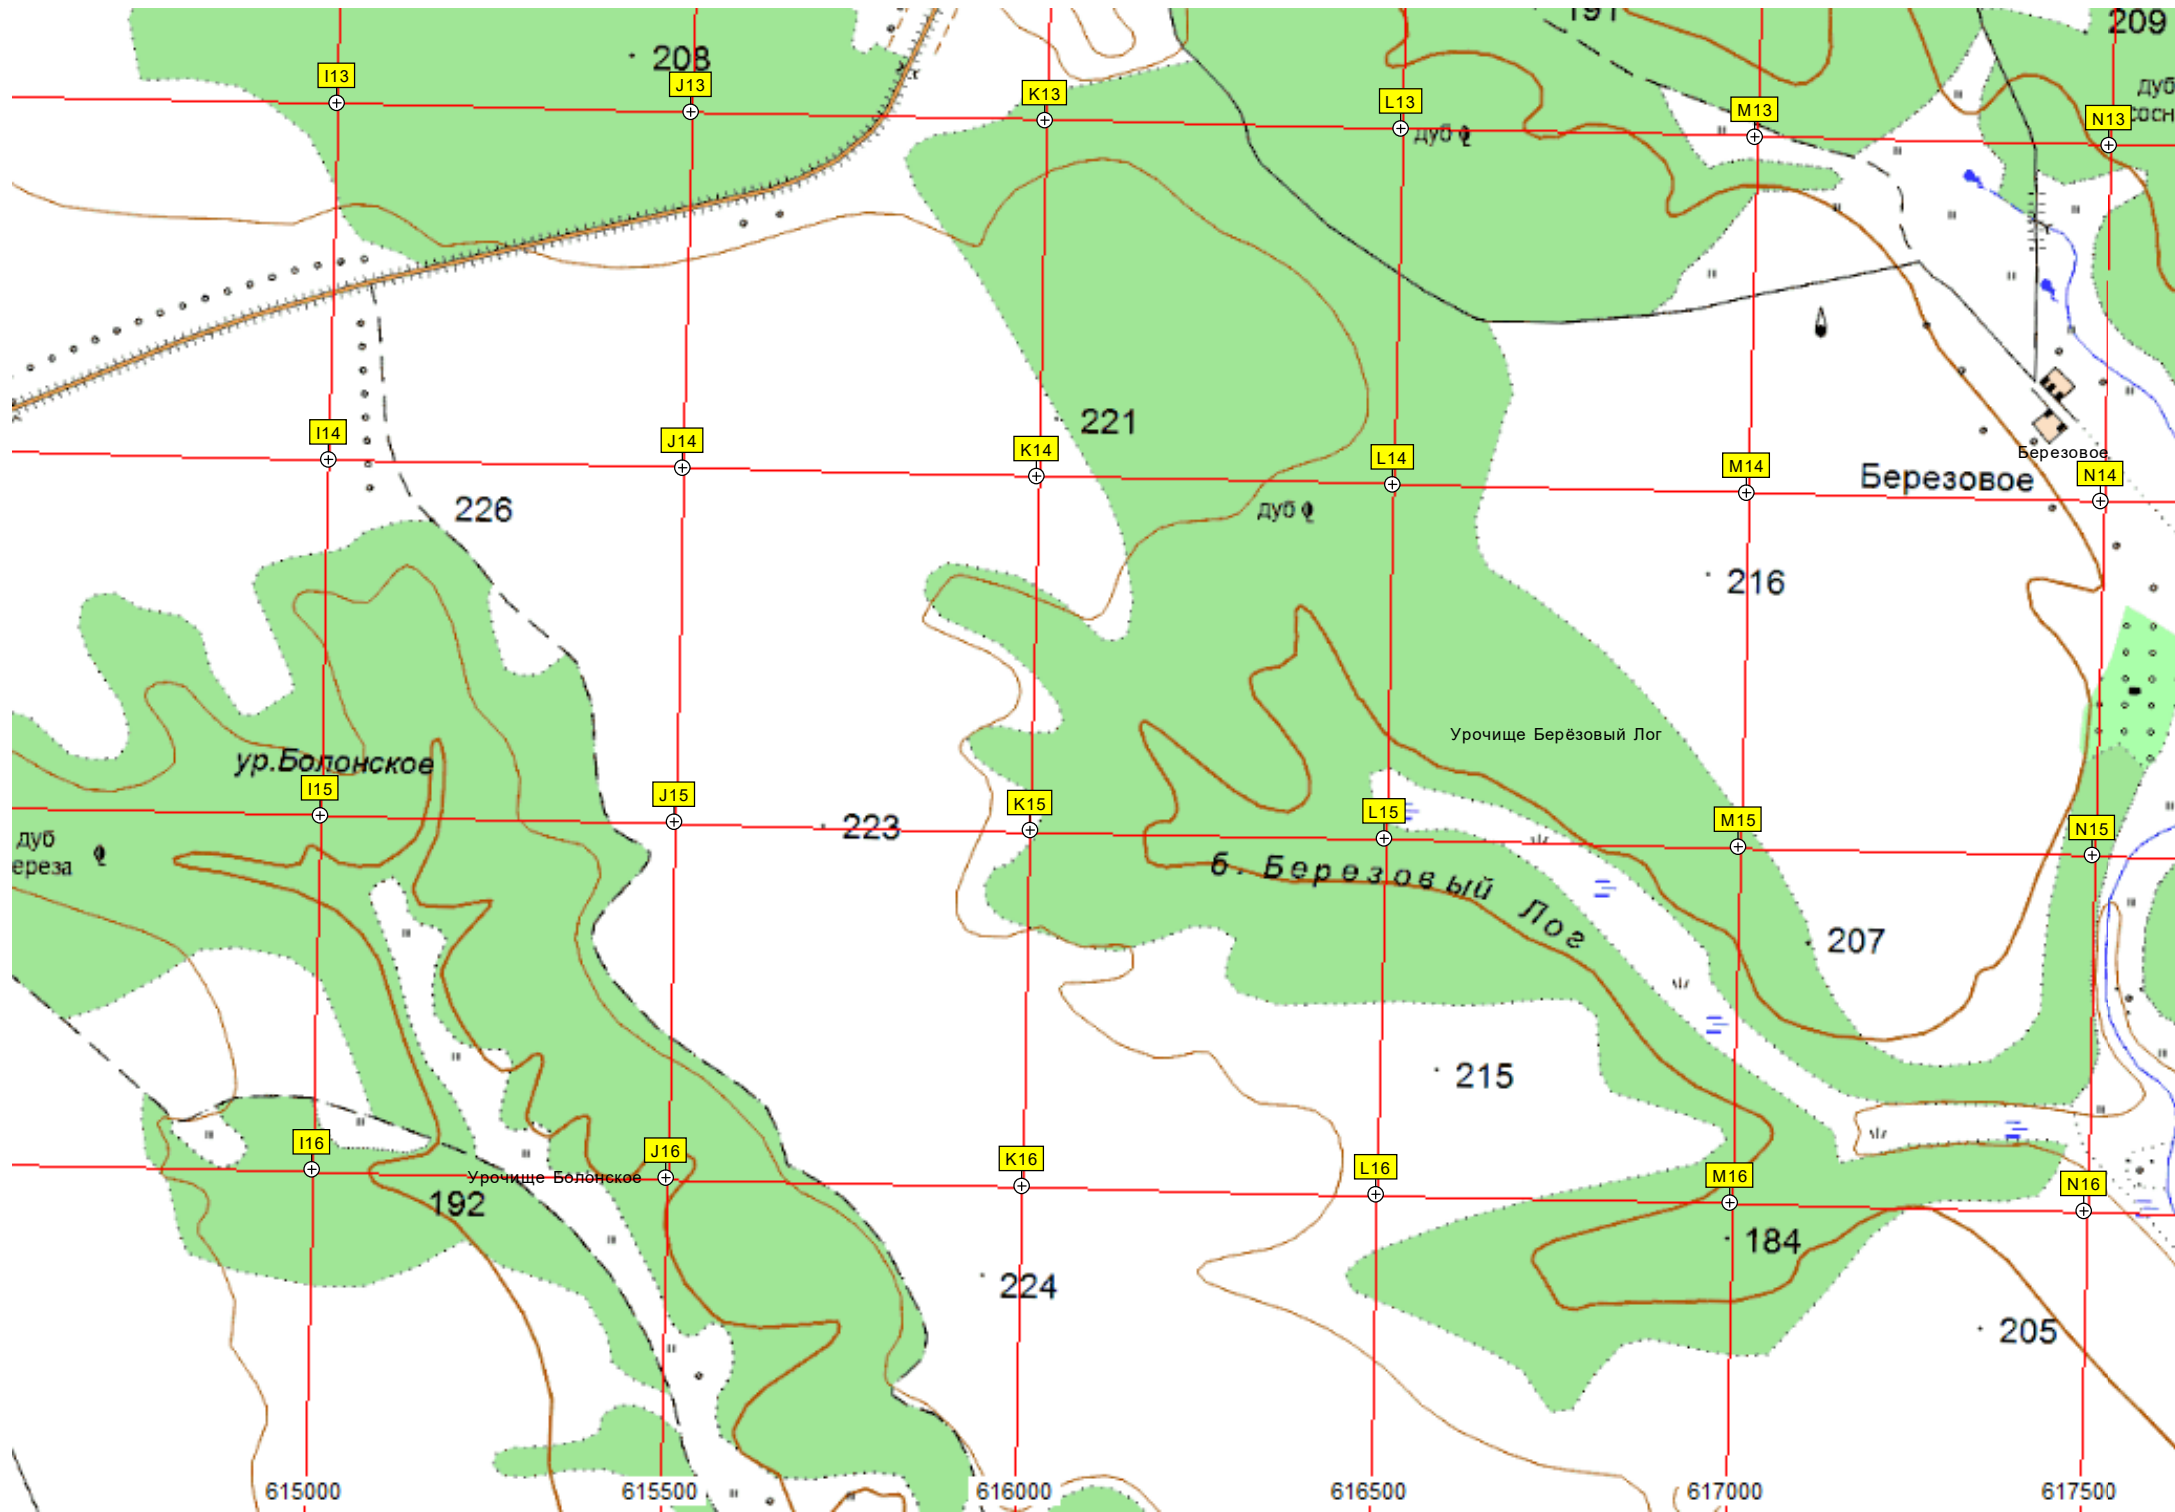 191
209
208
I13
J13
K13
L13
M13
N13
дуб
дуб
сосн
221
I14
J14
K14
L14
M14
N14
Березовое
Березовое
226
дуб
216
Урочище Берёзовый Лог
ур.Болонское
I15
J15
K15
L15
M15
N15
223
дуб
ереза
б. Березовый Лог
207
215
I16
J16
K16
L16
M16
N16
Урочище Болонское
192
184
224
205
615000 615500 616000 616500 617000 617500